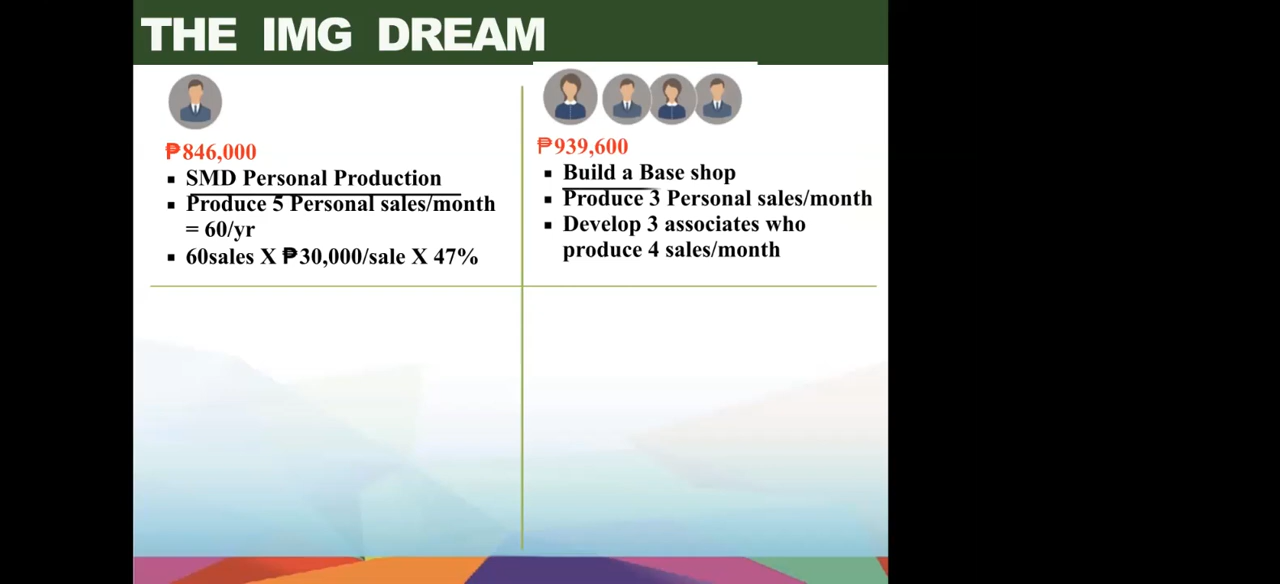 THE IMG DREAM
₱846,000
▪ SMD Personal Production
▪ Produce 5 Personal sales/month
= 60/yr
▪ 60sales X ₱30,000/sale X 47%
₱939,600
▪ Build a Base shop
▪ Produce 3 Personal sales/month
▪ Develop 3 associates who
produce 4 sales/month